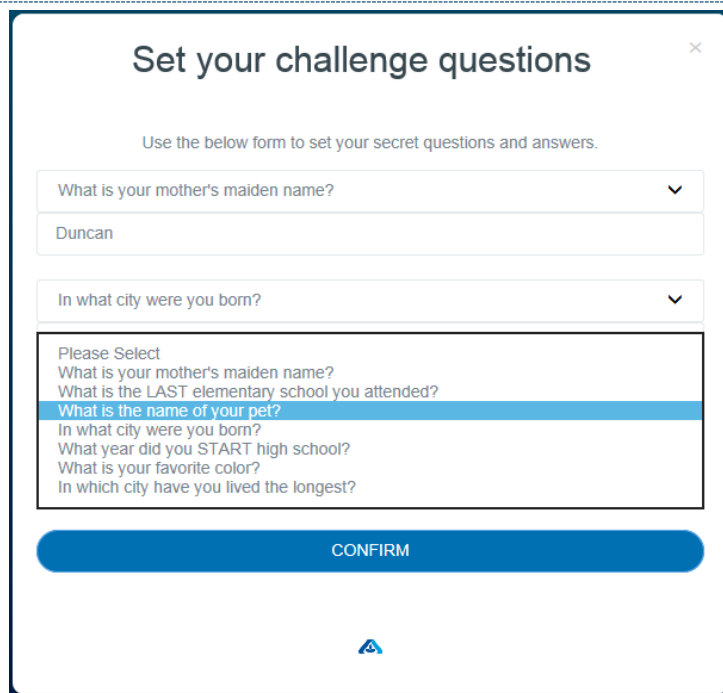 Set your challenge questions
×
Use the below form to set your secret questions and answers.
What is your mother's maiden name?
Duncan
In what city were you born?
Please Select
What is your mother's maiden name?
What is the LAST elementary school you attended?
What is the name of your pet?
In what city were you born?
What year did you START high school?
What is your favorite color?
In which city have you lived the longest?
CONFIRM